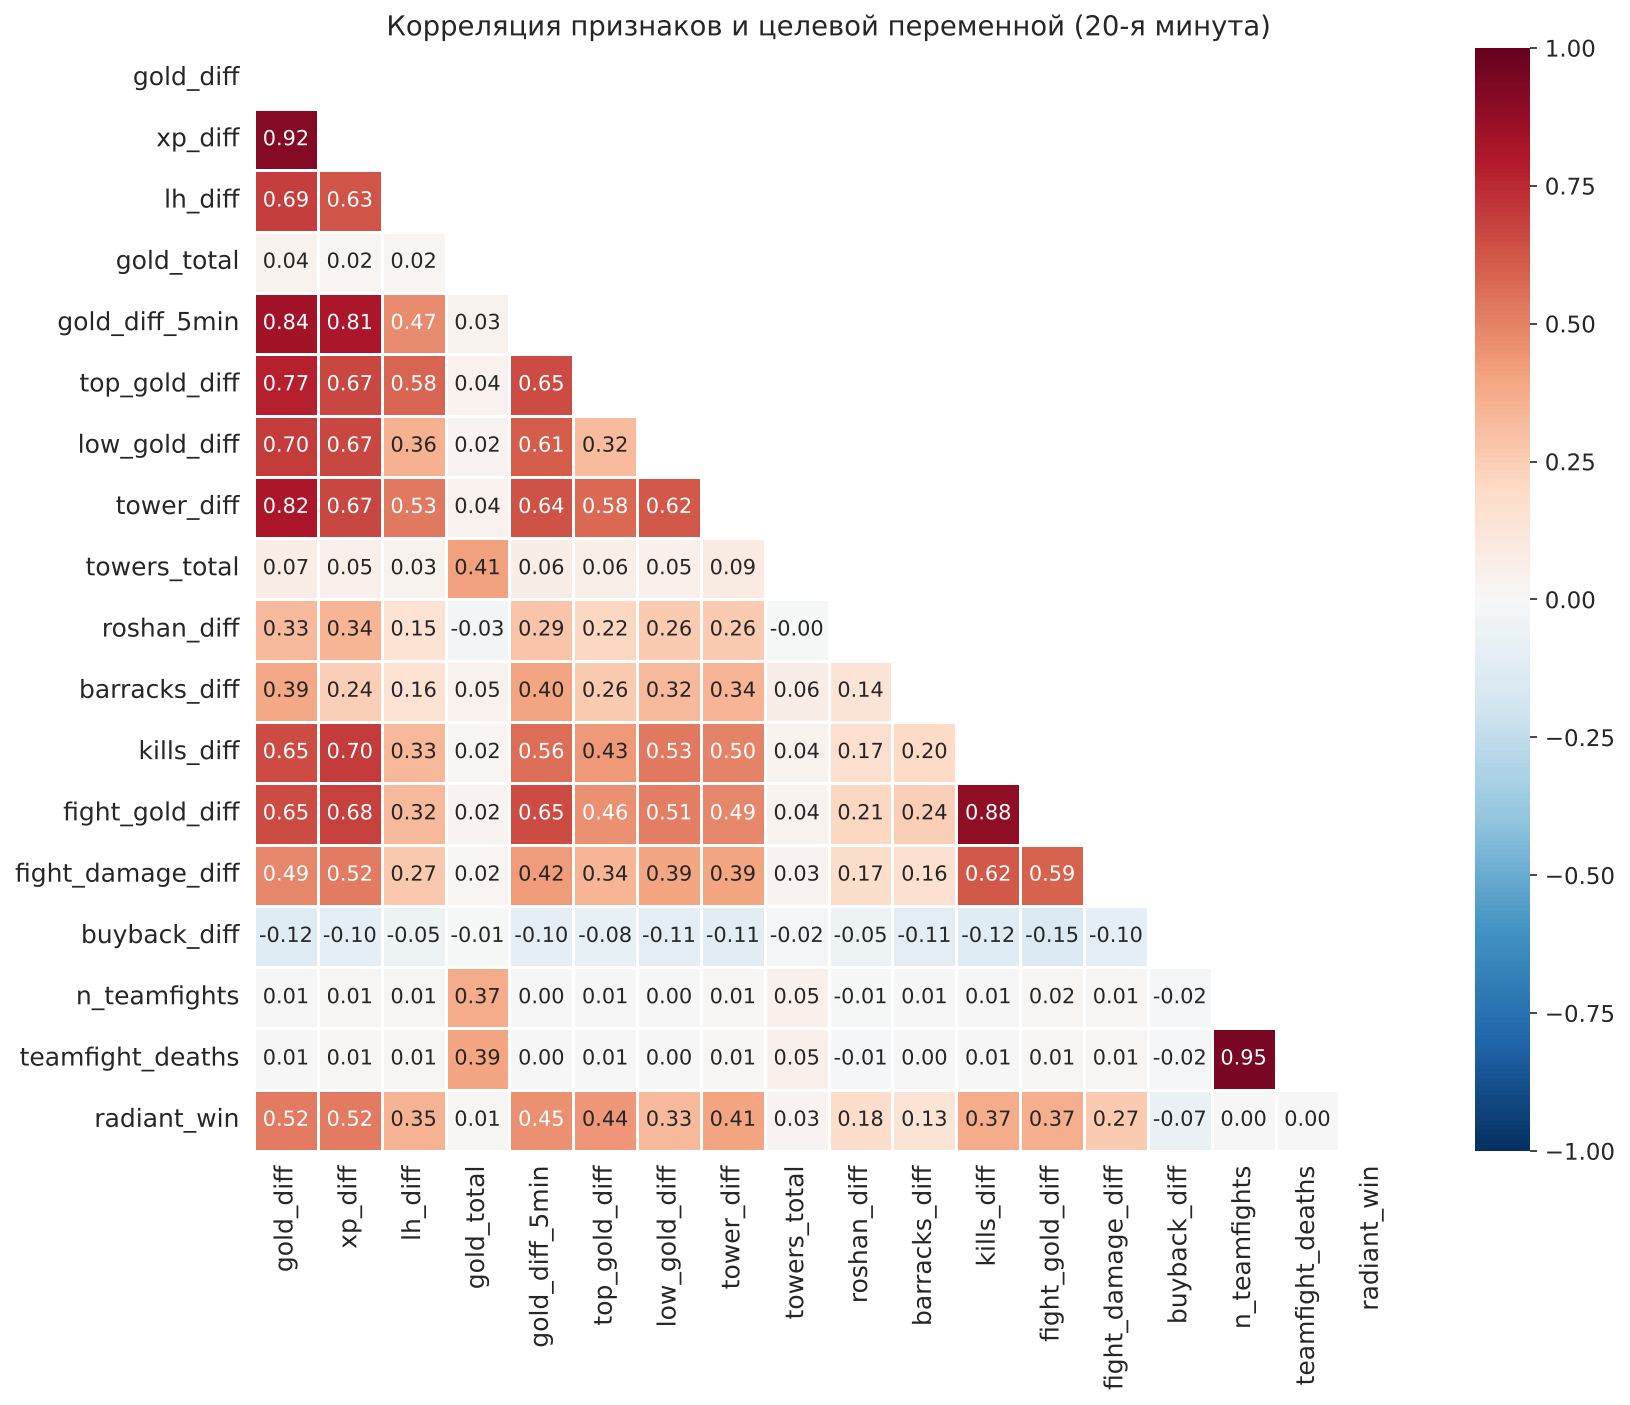 Корреляция признаков и целевой переменной (20-я минута)
gold_diff
xp_diff 0.92
lh_diff 0.69 0.63
gold_total 0.04 0.02 0.02
gold_diff_5min 0.84 0.81 0.47 0.03
top_gold_diff 0.77 0.67 0.58 0.04 0.65
low_gold_diff 0.70 0.67 0.36 0.02 0.61 0.32
tower_diff 0.82 0.67 0.53 0.04 0.64 0.58 0.62
towers_total 0.07 0.05 0.03 0.41 0.06 0.06 0.05 0.09
roshan_diff 0.33 0.34 0.15 -0.03 0.29 0.22 0.26 0.26 -0.00
barracks_diff 0.39 0.24 0.16 0.05 0.40 0.26 0.32 0.34 0.06 0.14
kills_diff 0.65 0.70 0.33 0.02 0.56 0.43 0.53 0.50 0.04 0.17 0.20
fight_gold_diff 0.65 0.68 0.32 0.02 0.65 0.46 0.51 0.49 0.04 0.21 0.24 0.88
fight_damage_diff 0.49 0.52 0.27 0.02 0.42 0.34 0.39 0.39 0.03 0.17 0.16 0.62 0.59
buyback_diff -0.12 -0.10 -0.05 -0.01 -0.10 -0.08 -0.11 -0.11 -0.02 -0.05 -0.11 -0.12 -0.15 -0.10
n_teamfights 0.01 0.01 0.01 0.37 0.00 0.01 0.00 0.01 0.05 -0.01 0.01 0.01 0.02 0.01 -0.02
teamfight_deaths 0.01 0.01 0.01 0.39 0.00 0.01 0.00 0.01 0.05 -0.01 0.00 0.01 0.01 0.01 -0.02 0.95
radiant_win 0.52 0.52 0.35 0.01 0.45 0.44 0.33 0.41 0.03 0.18 0.13 0.37 0.37 0.27 -0.07 0.00 0.00
gold_diff
xp_diff
lh_diff
gold_total
gold_diff_5min
top_gold_diff
low_gold_diff
tower_diff
towers_total
roshan_diff
barracks_diff
kills_diff
fight_gold_diff
fight_damage_diff
buyback_diff
n_teamfights
teamfight_deaths
radiant_win
1.00
0.75
0.50
0.25
0.00
−0.25
−0.50
−0.75
−1.00